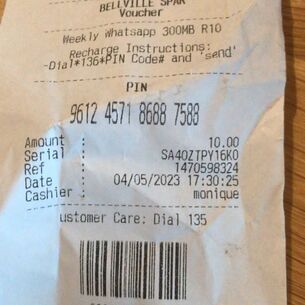 BELLVILLE SPAR
Voucher
Weekly Whatsapp 300MB R10
Recharge Instructions:
-Dial*136*PIN Code# and 'send'
PIN
9612 4571 8688 7588
Amount : 10.00
Serial : SA40ZTPY16K0
Ref : 1470598324
Date : 04/05/2023 17:30:25
Cashier : monique
ustomer Care: Dial 135